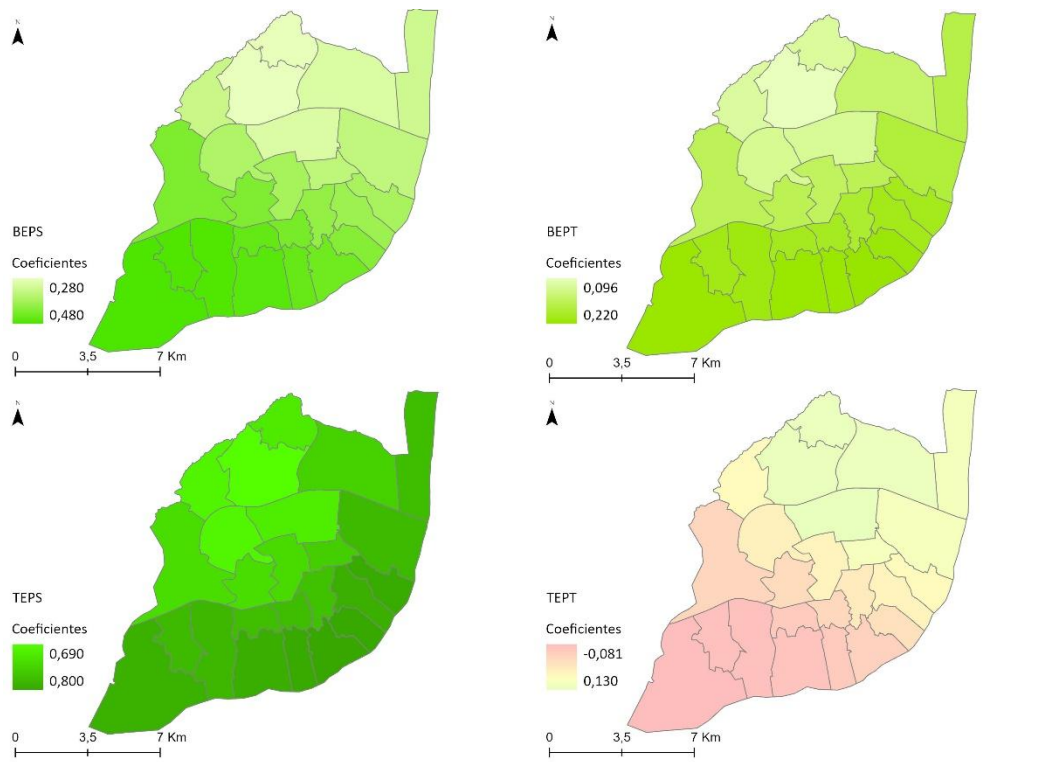 N
BEPS
Coeficientes
0,280
0,480
0 3,5 7 Km
N
BEPT
Coeficientes
0,096
0,220
0 3,5 7 Km
N
TEPS
Coeficientes
0,690
0,800
0 3,5 7 Km
N
TEPT
Coeficientes
-0,081
0,130
0 3,5 7 Km